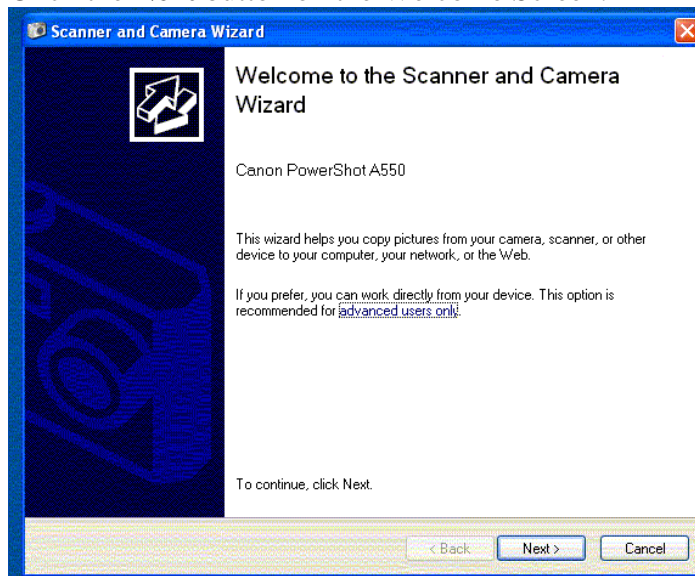 Scanner and Camera Wizard
Welcome to the Scanner and Camera
Wizard
Canon PowerShot A550
This wizard helps you copy pictures from your camera, scanner, or other
device to your computer, your network, or the Web.
If you prefer, you can work directly from your device. This option is
recommended for advanced users only.
To continue, click Next.
< Back Next > Cancel